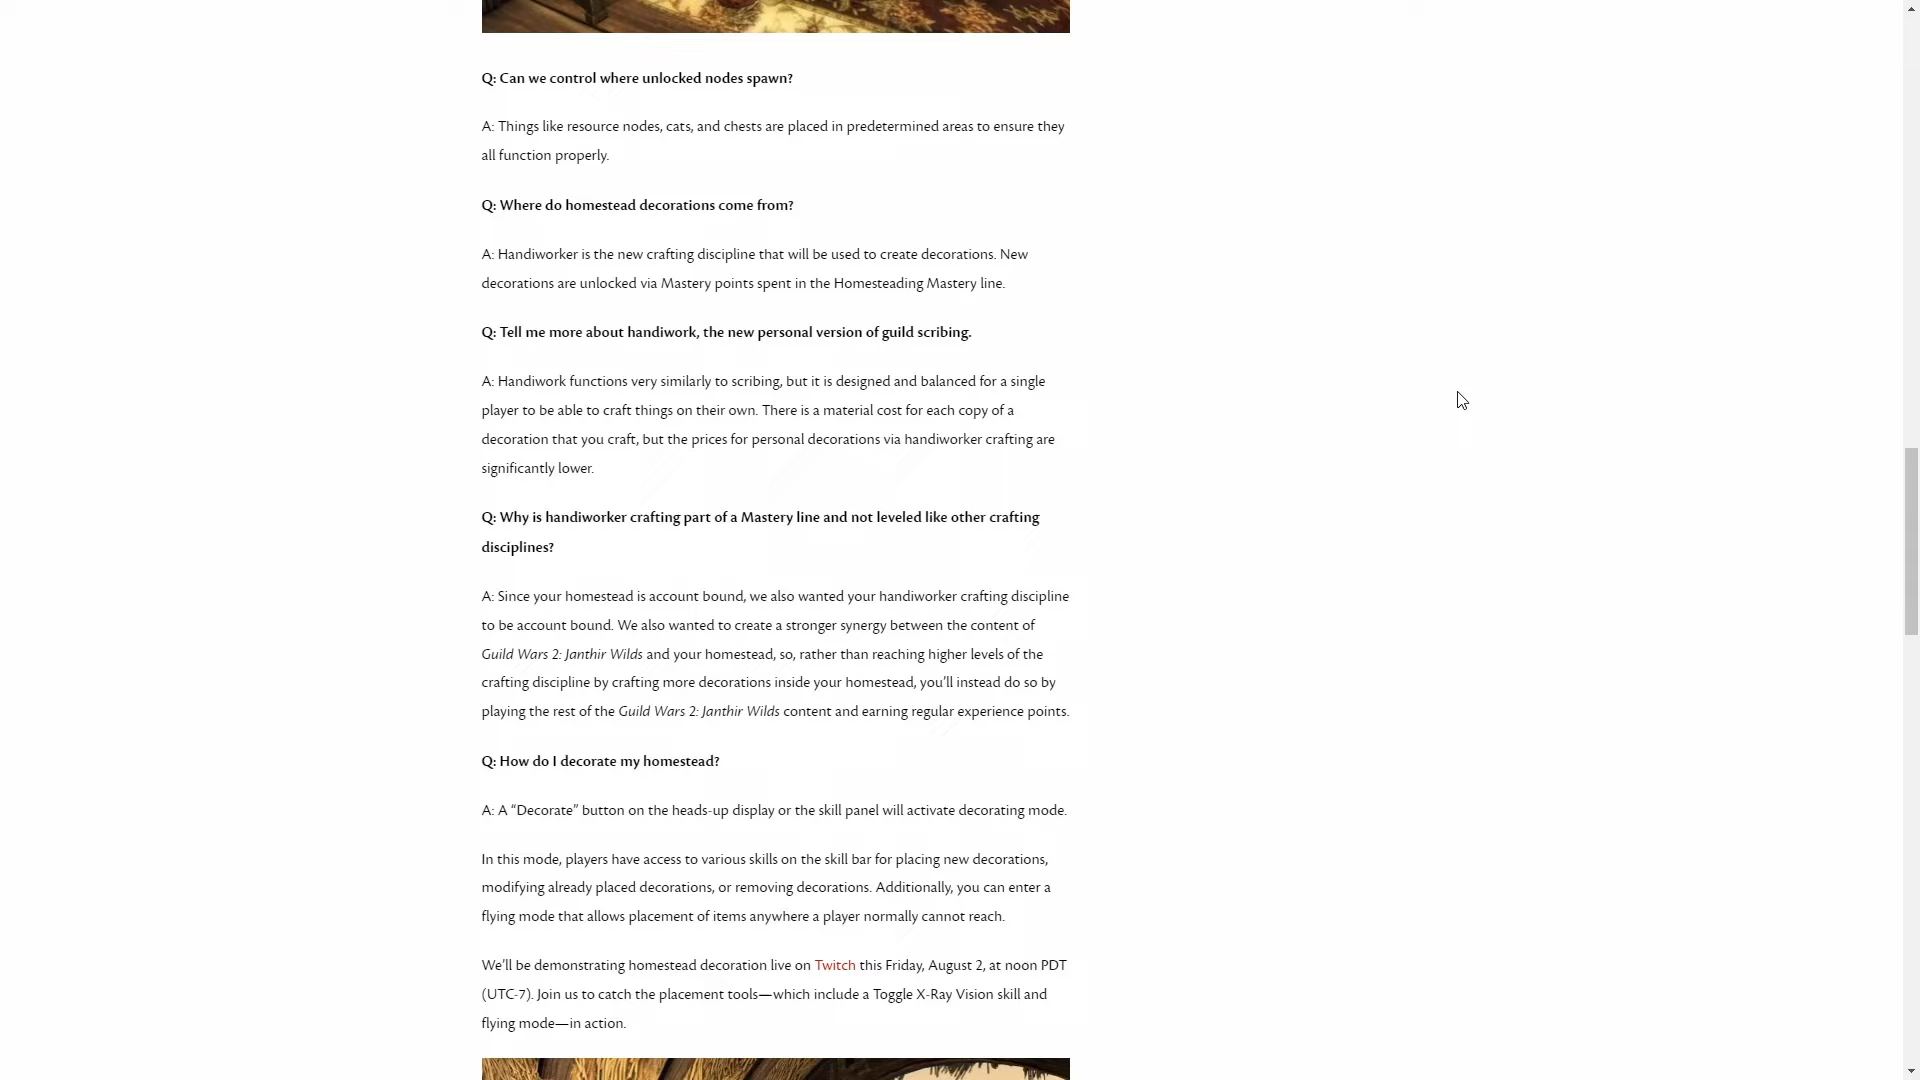 Q: Can we control where unlocked nodes spawn?
A: Things like resource nodes, cats, and chests are placed in predetermined areas to ensure they
all function properly.
Q: Where do homestead decorations come from?
A: Handiworker is the new crafting discipline that will be used to create decorations. New
decorations are unlocked via Mastery points spent in the Homesteading Mastery line.
Q: Tell me more about handiwork, the new personal version of guild scribing.
A: Handiwork functions very similarly to scribing, but it is designed and balanced for a single
player to be able to craft things on their own. There is a material cost for each copy of a
decoration that you craft, but the prices for personal decorations via handiworker crafting are
significantly lower.
Q: Why is handiworker crafting part of a Mastery line and not leveled like other crafting
disciplines?
A: Since your homestead is account bound, we also wanted your handiworker crafting discipline
to be account bound. We also wanted to create a stronger synergy between the content of
Guild Wars 2: Janthir Wilds and your homestead, so, rather than reaching higher levels of the
crafting discipline by crafting more decorations inside your homestead, you’ll instead do so by
playing the rest of the Guild Wars 2: Janthir Wilds content and earning regular experience points.
Q: How do I decorate my homestead?
A: A “Decorate” button on the heads-up display or the skill panel will activate decorating mode.
In this mode, players have access to various skills on the skill bar for placing new decorations,
modifying already placed decorations, or removing decorations. Additionally, you can enter a
flying mode that allows placement of items anywhere a player normally cannot reach.
We’ll be demonstrating homestead decoration live on Twitch this Friday, August 2, at noon PDT
(UTC-7). Join us to catch the placement tools—which include a Toggle X-Ray Vision skill and
flying mode—in action.